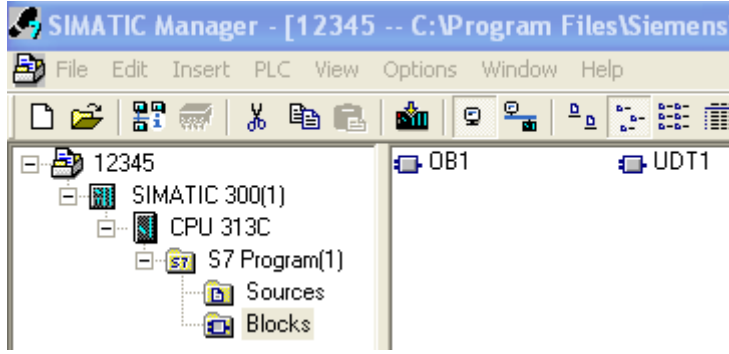 SIMATIC Manager - [12345 -- C:\Program Files\Siemens
File Edit Insert PLC View Options Window Help
12345
SIMATIC 300(1)
CPU 313C
S7 Program(1)
Sources
Blocks
OB1 UDT1